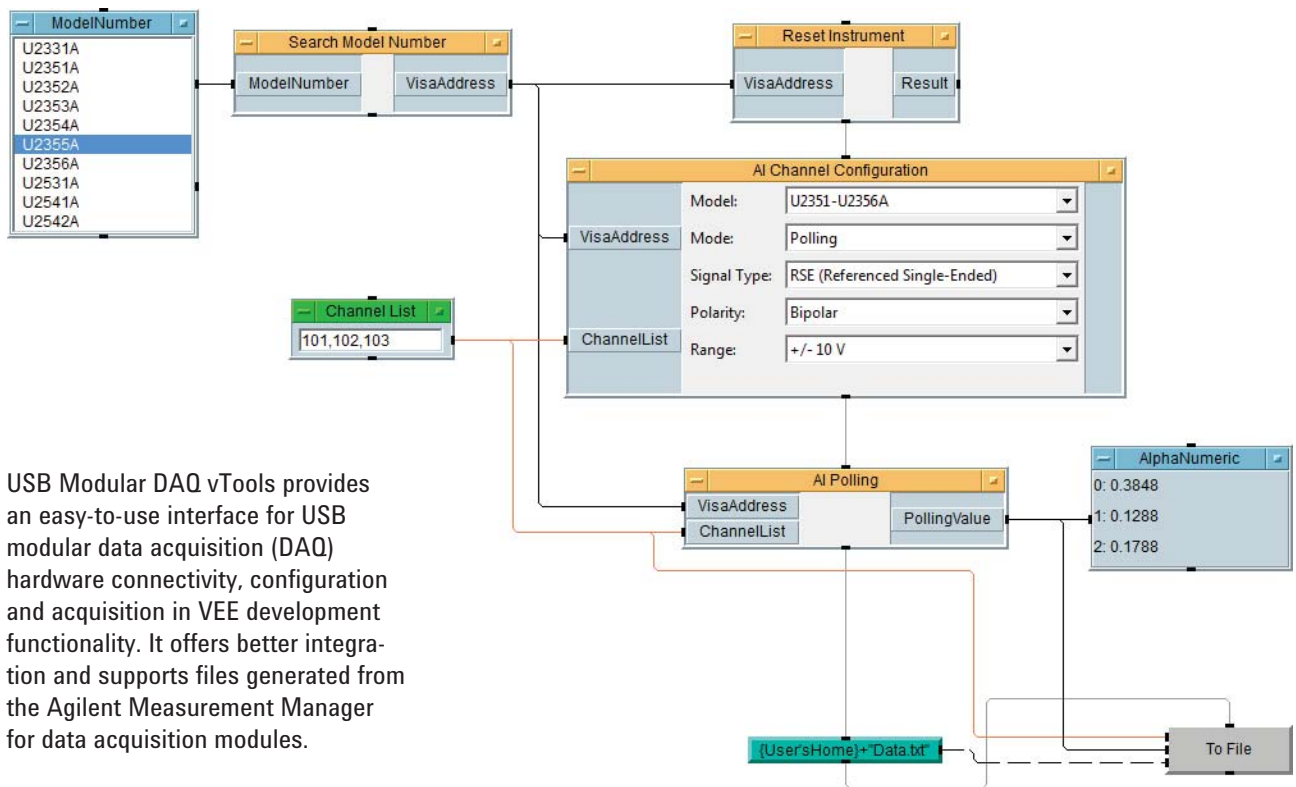 ModelNumber
U2331A
U2351A
U2352A
U2353A
U2354A
U2355A
U2356A
U2531A
U2541A
U2542A
Search Model Number
ModelNumber
VisaAddress
Reset Instrument
VisaAddress
Result
AI Channel Configuration
VisaAddress
ChannelList
Model:
U2351-U2356A
Mode:
Polling
Signal Type:
RSE (Referenced Single-Ended)
Polarity:
Bipolar
Range:
+/- 10 V
Channel List
101,102,103
AI Polling
VisaAddress
ChannelList
PollingValue
AlphaNumeric
0: 0.3848
1: 0.1288
2: 0.1788
USB Modular DAQ vTools provides
an easy-to-use interface for USB
modular data acquisition (DAQ)
hardware connectivity, configuration
and acquisition in VEE development
functionality. It offers better integra-
tion and supports files generated from
the Agilent Measurement Manager
for data acquisition modules.
{User'sHome}+"Data.txt"
To File